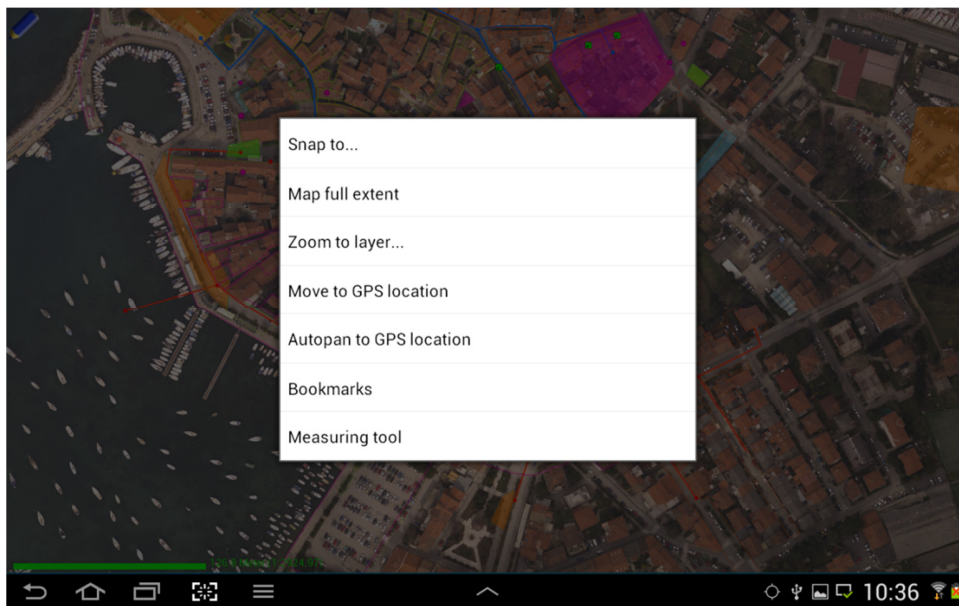 Snap to...
Map full extent
Zoom to layer...
Move to GPS location
Autopan to GPS location
Bookmarks
Measuring tool
10:36